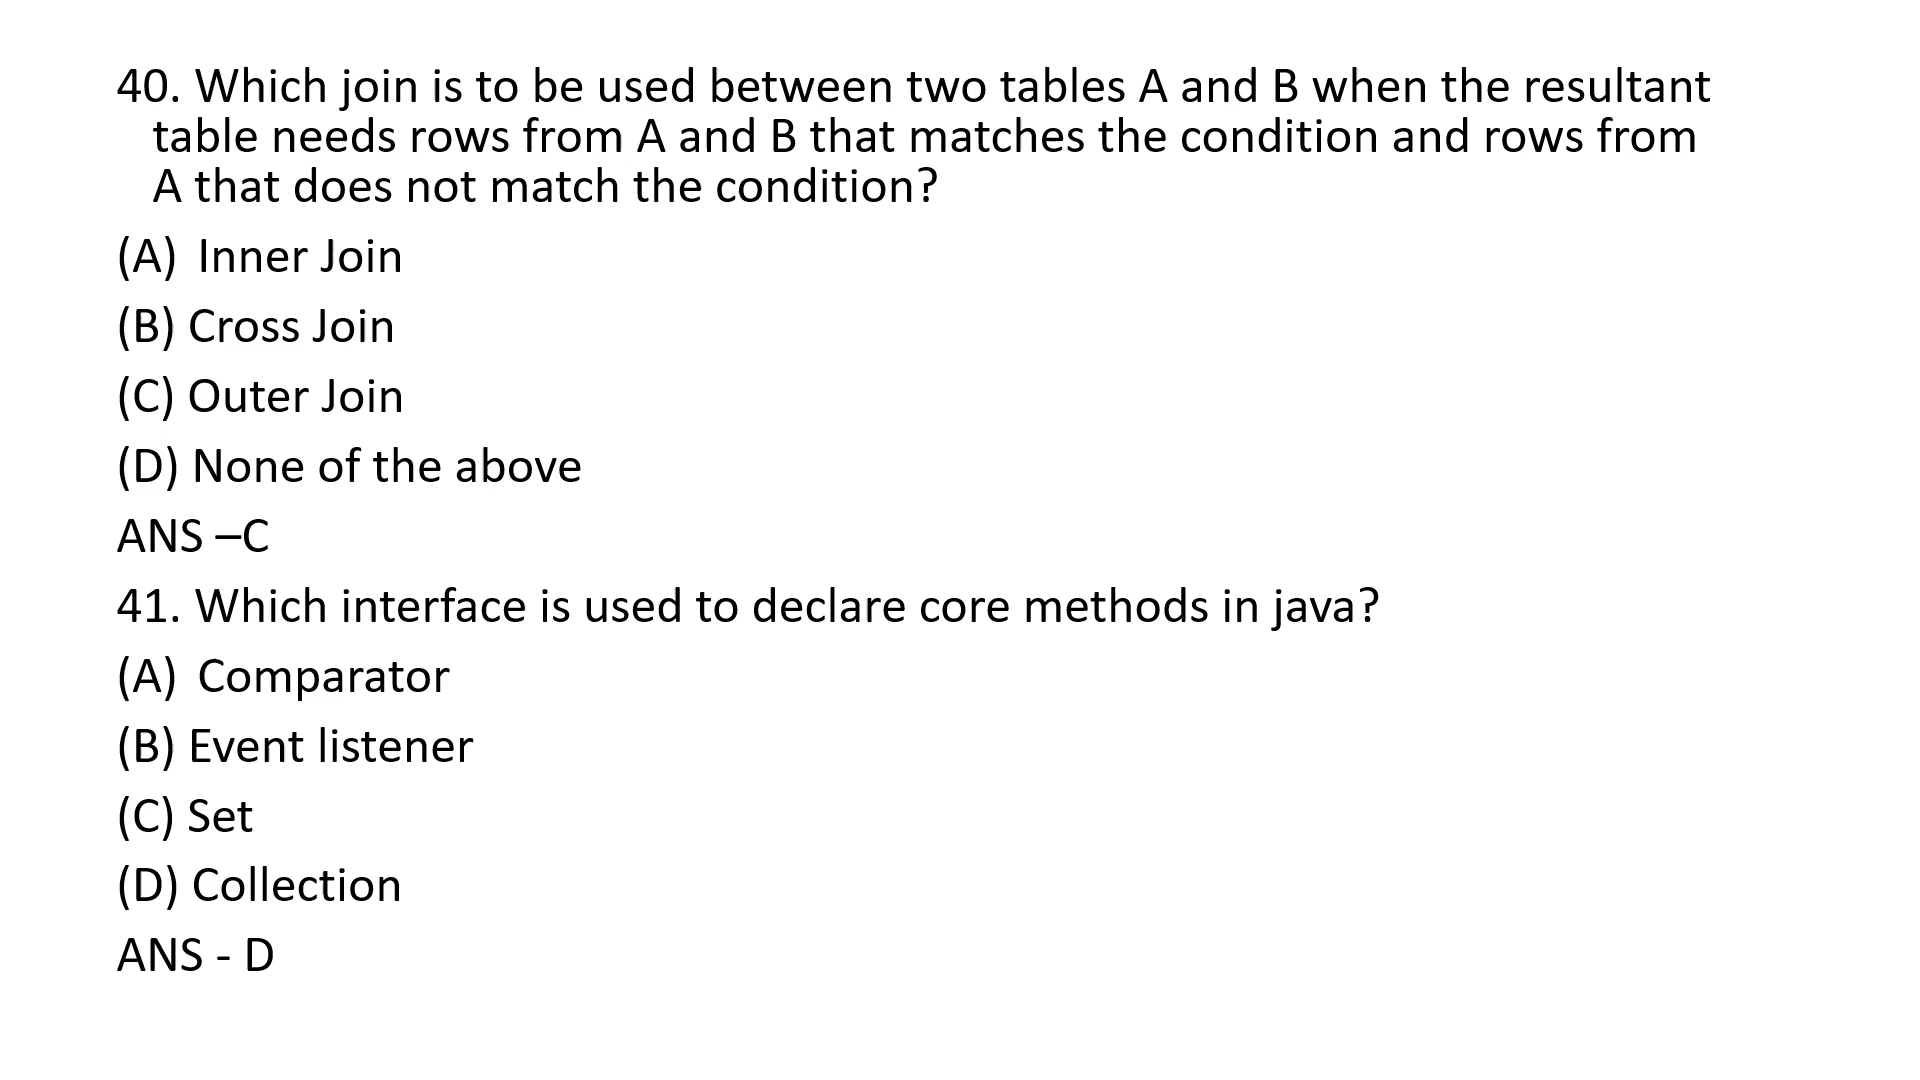 40. Which join is to be used between two tables A and B when the resultant
table needs rows from A and B that matches the condition and rows from
A that does not match the condition?
(A) Inner Join
(B) Cross Join
(C) Outer Join
(D) None of the above
ANS –C
41. Which interface is used to declare core methods in java?
(A) Comparator
(B) Event listener
(C) Set
(D) Collection
ANS - D